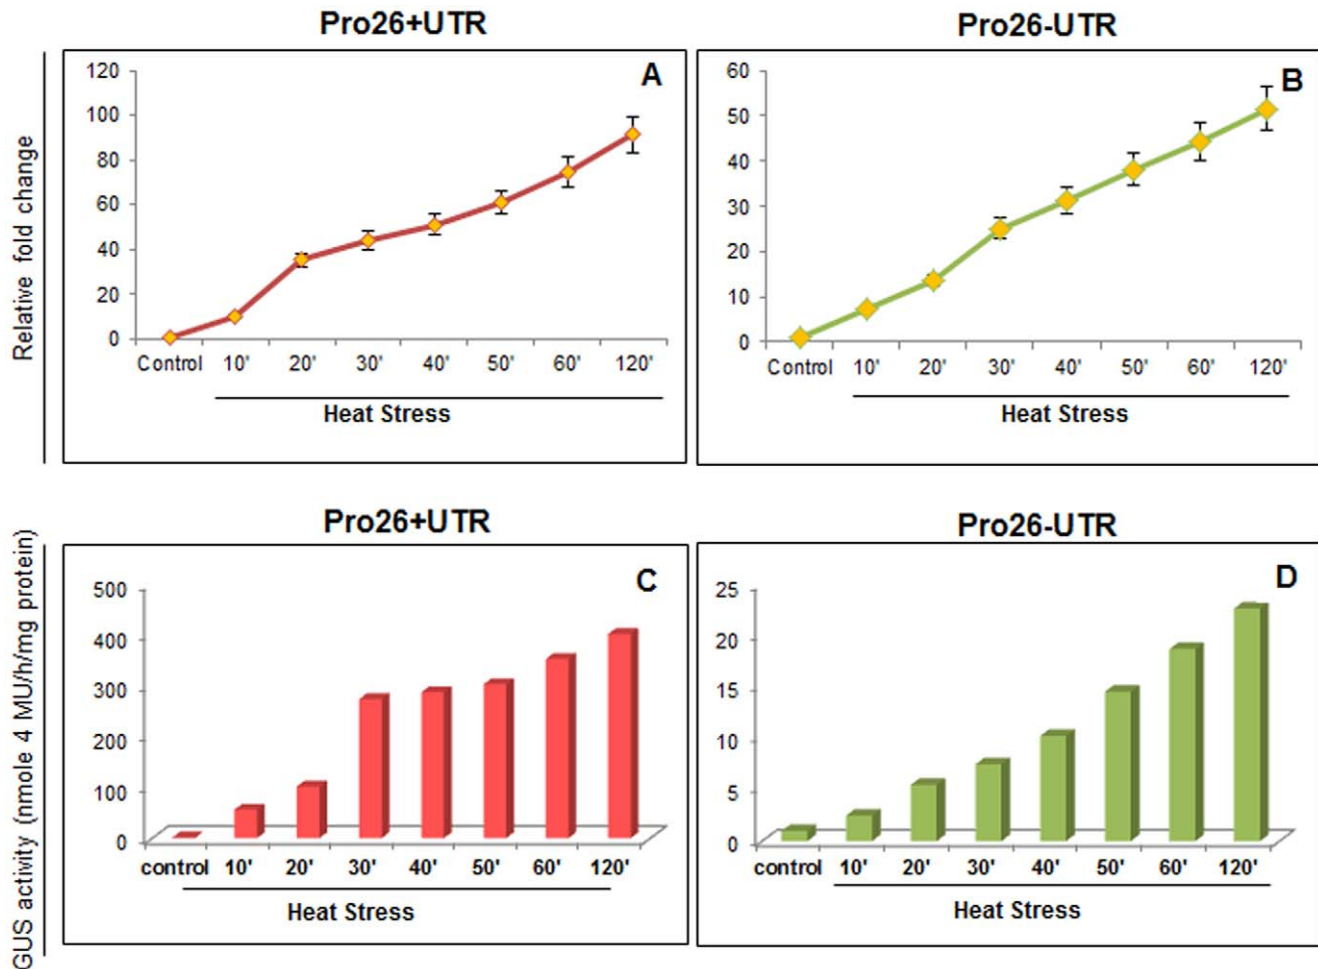 Pro26+UTR
Pro26-UTR
Relative fold change
A
120
100
80
60
40
20
0
Control 10' 20' 30' 40' 50' 60' 120'
Heat Stress
B
60
50
40
30
20
10
0
Control 10' 20' 30' 40' 50' 60' 120'
Heat Stress
Pro26+UTR
Pro26-UTR
GUS activity (nmole 4 MU/h/mg protein)
C
500
400
300
200
100
0
control 10' 20' 30' 40' 50' 60' 120'
Heat Stress
D
25
20
15
10
5
0
control 10' 20' 30' 40' 50' 60' 120'
Heat Stress